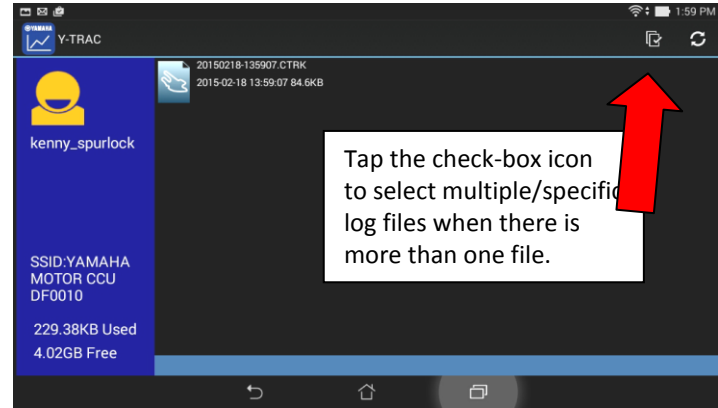 1:59 PM
YAMAHA
Y-TRAC
20150218-135907.CTRK
2015-02-18 13:59:07 84.6KB
kenny_spurlock
Tap the check-box icon
to select multiple/specific
log files when there is
more than one file.
SSID:YAMAHA
MOTOR CCU
DF0010
229.38KB Used
4.02GB Free